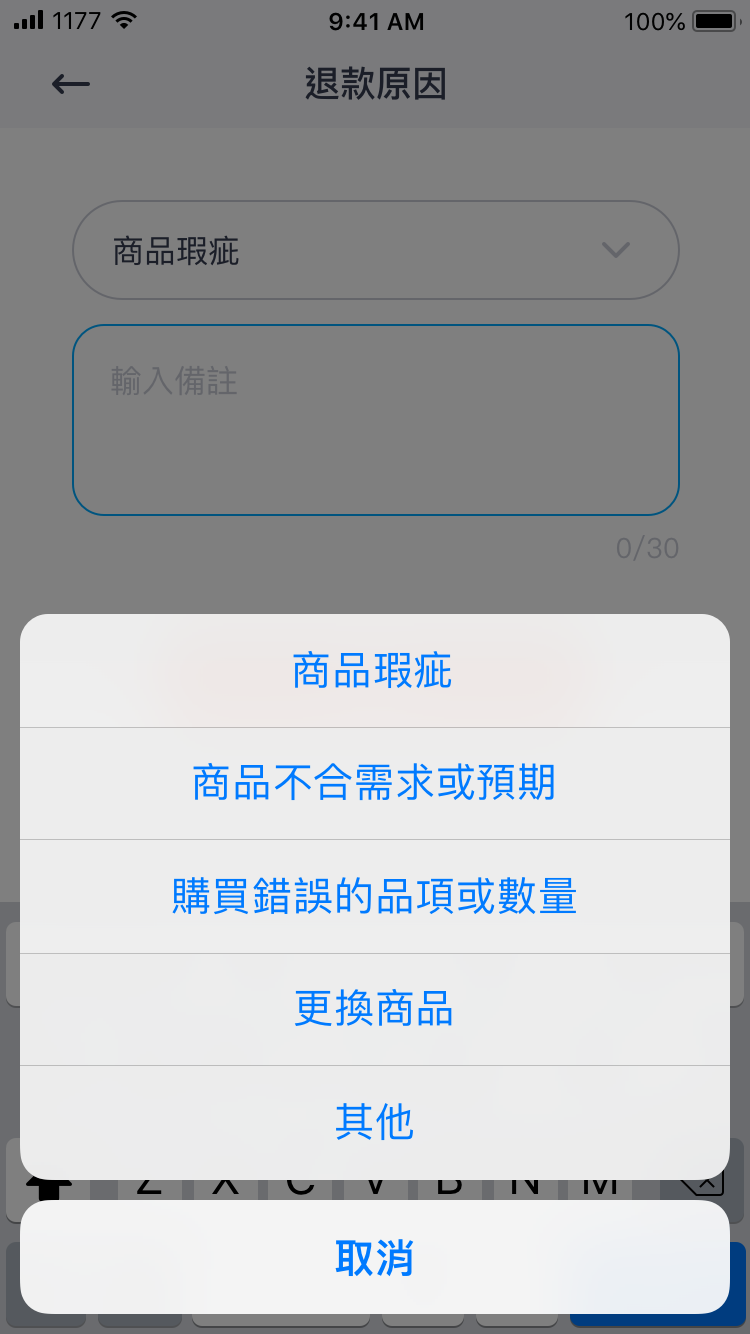 1177
9:41 AM
100%
退款原因
商品瑕疵
輸入備註
0/30
商品瑕疵
商品不合需求或預期
購買錯誤的品項或數量
更換商品
其他
Z X C V B N M
取消